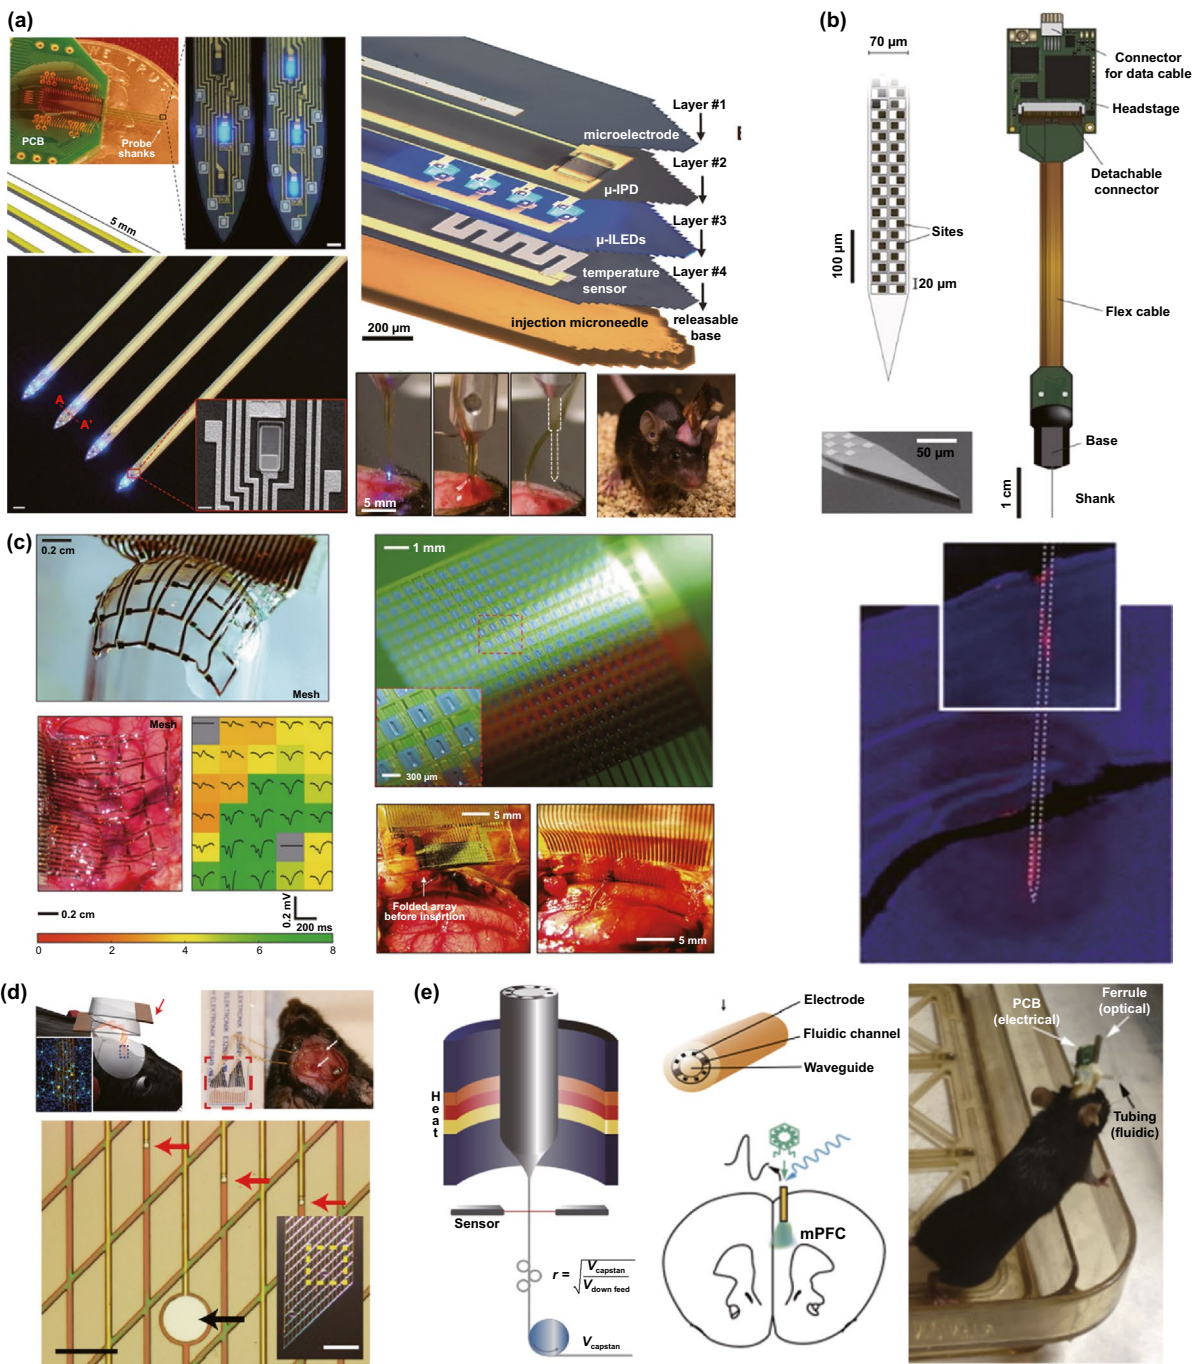 (a)
PCB
Probe
shanks
5 mm
A
A'
Layer #1
microelectrode
Layer #2
μ-IPD
μ-ILEDs
Layer #3
temperature
sensor
Layer #4
injection microneedle
releasable
base
200 μm
5 mm
(b)
70 μm
Connector
for data cable
Headstage
Detachable
connector
Sites
100 μm
20 μm
Flex cable
Base
50 μm
1 cm
Shank
(c)
0.2 cm
Mesh
1 mm
300 μm
Mesh
0.2 cm
0.2 mV
200 ms
0 2 4 6 8
5 mm
Folded array
before insertion
5 mm
(d)
(e)
Heat
Sensor
r = √(V capstan / V down feed)
V capstan
Electrode
Fluidic channel
Waveguide
mPFC
PCB
(electrical)
Ferrule
(optical)
Tubing
(fluidic)